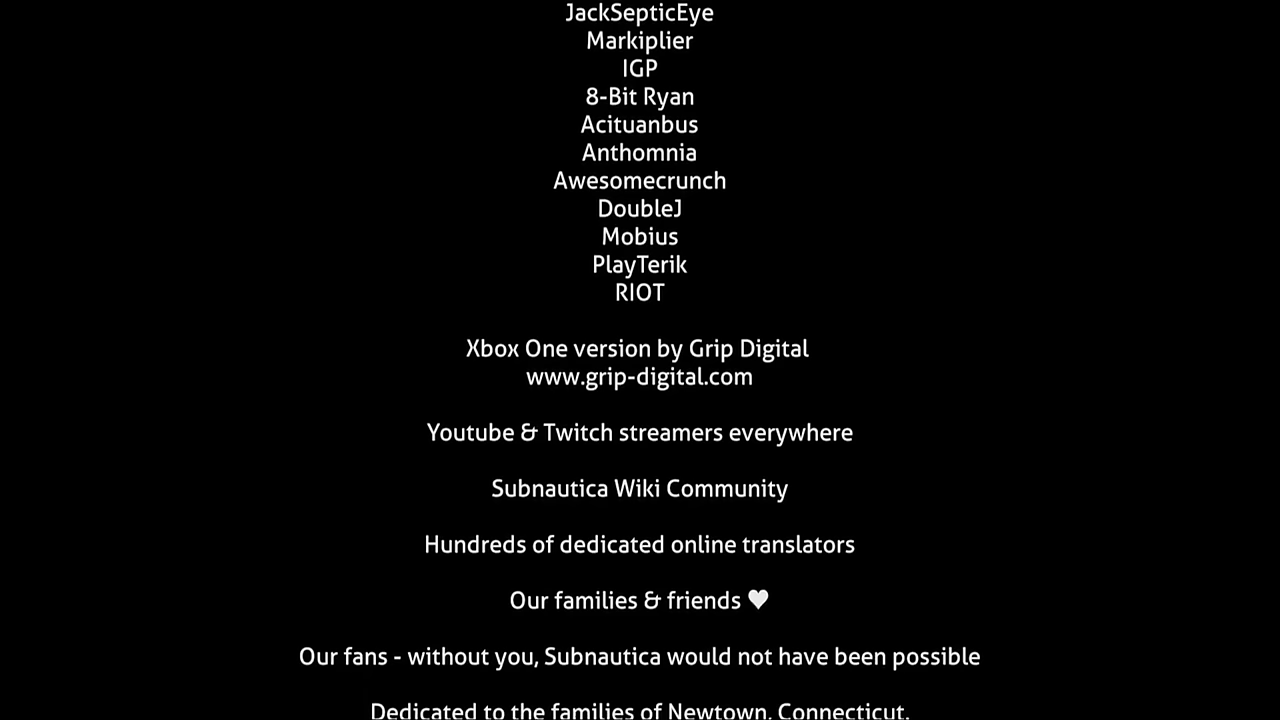 JackSepticEye
Markiplier
IGP
8-Bit Ryan
Acituanbus
Anthomnia
Awesomecrunch
DoubleJ
Mobius
PlayTerik
RIOT
Xbox One version by Grip Digital
www.grip-digital.com
Youtube & Twitch streamers everywhere
Subnautica Wiki Community
Hundreds of dedicated online translators
Our families & friends ♥
Our fans - without you, Subnautica would not have been possible
Dedicated to the families of Newtown, Connecticut.